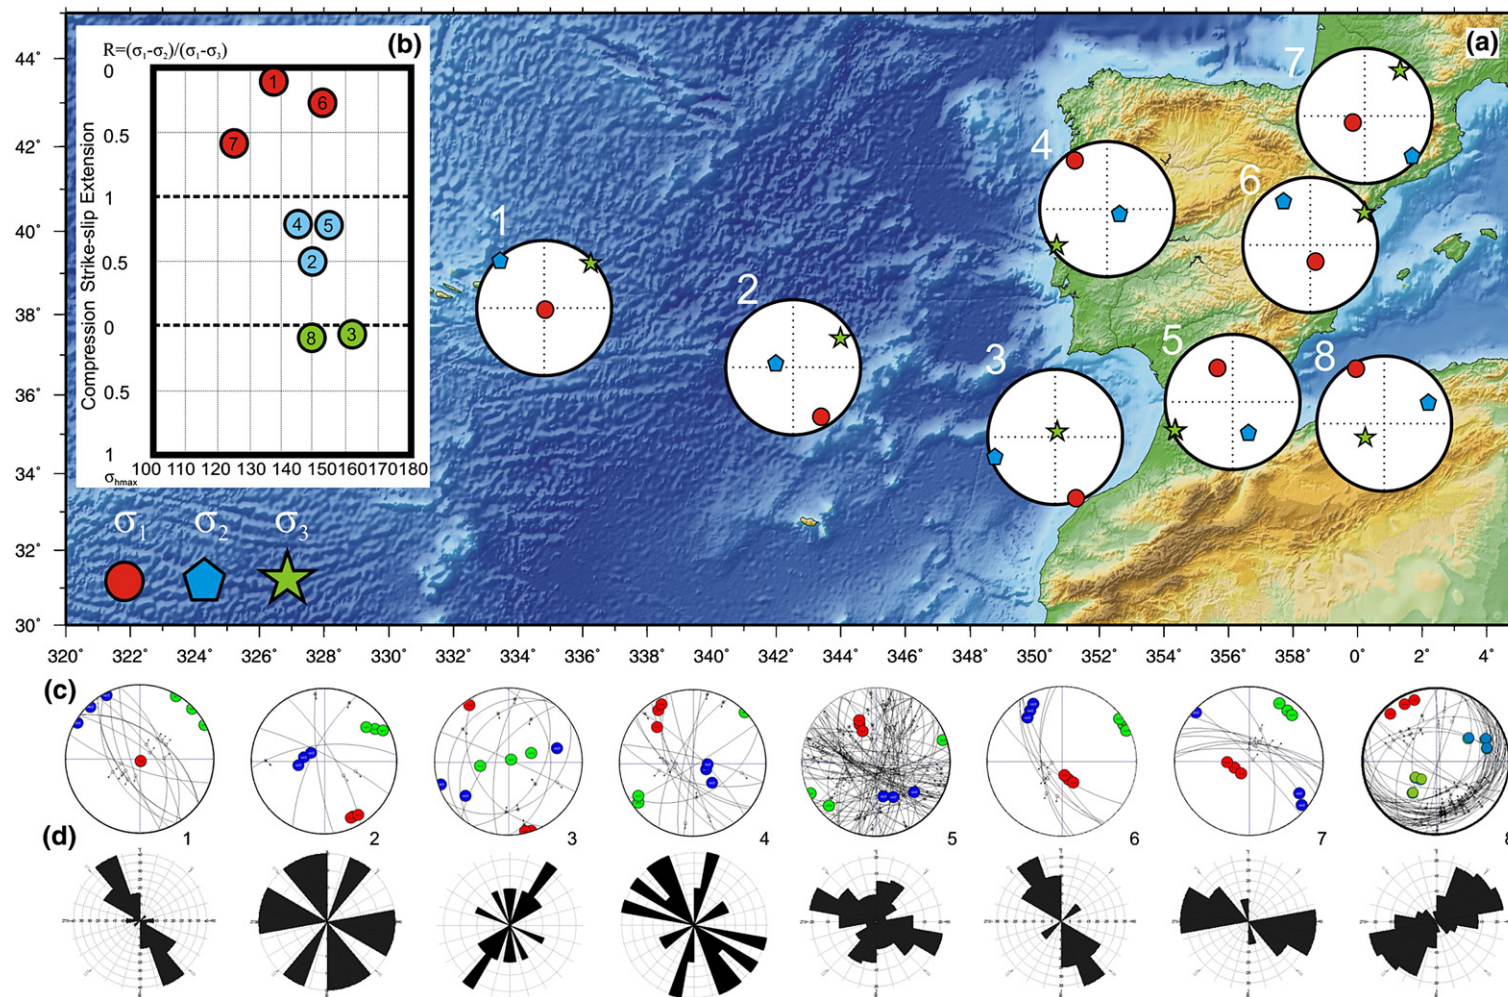 44°
42°
40°
38°
36°
34°
32°
30°
(b)
R=(σ₁-σ₂)/(σ₁-σ₃)
0
0.5
1
0.5
0
0.5
1
Compression Strike-slip Extension
1
6
7
4
5
2
8
3
100 110 120 130 140 150 160 170 180
σhmax
σ₁ σ₂ σ₃
(a)
1
2
3
4
5
6
7
8
320° 322° 324° 326° 328° 330° 334° 336° 340° 342° 344° 346° 348° 350° 352° 354° 356° 358° 0° 2° 4°
(c)
1 2 3 4 5 6 7 8
(d)